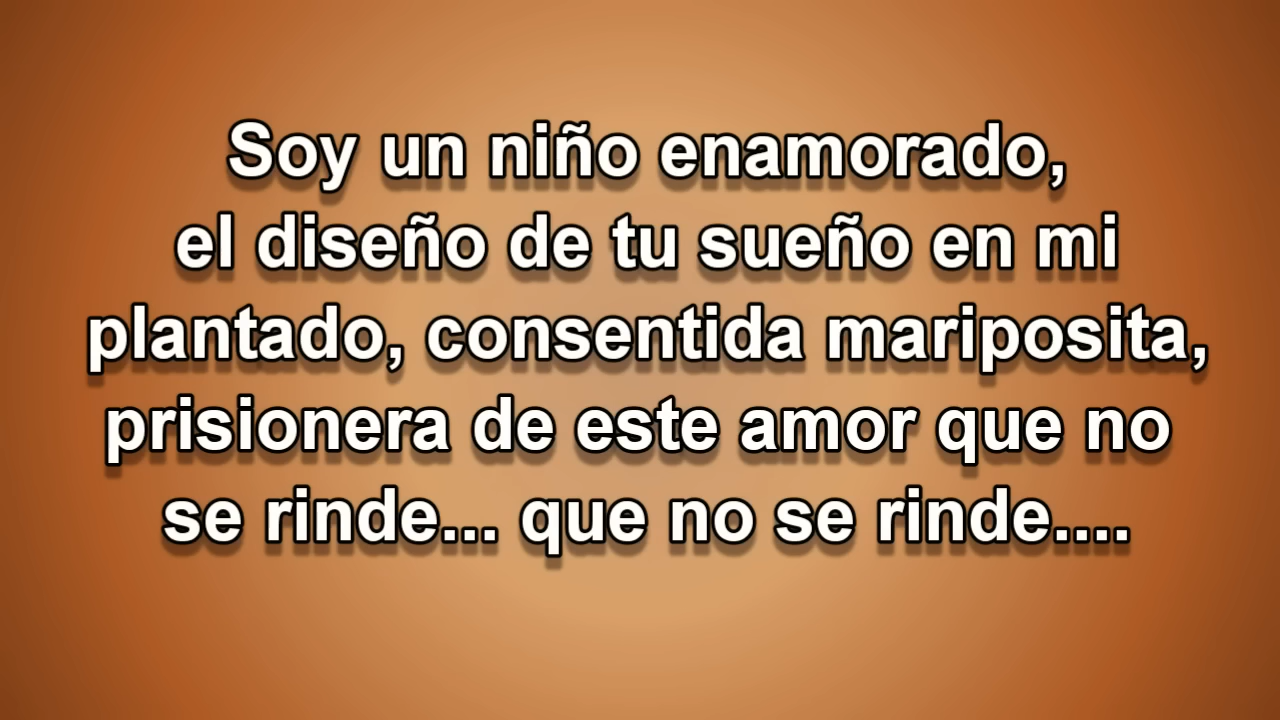 Soy un niño enamorado,
el diseño de tu sueño en mi
plantado, consentida mariposita,
prisionera de este amor que no
se rinde... que no se rinde....